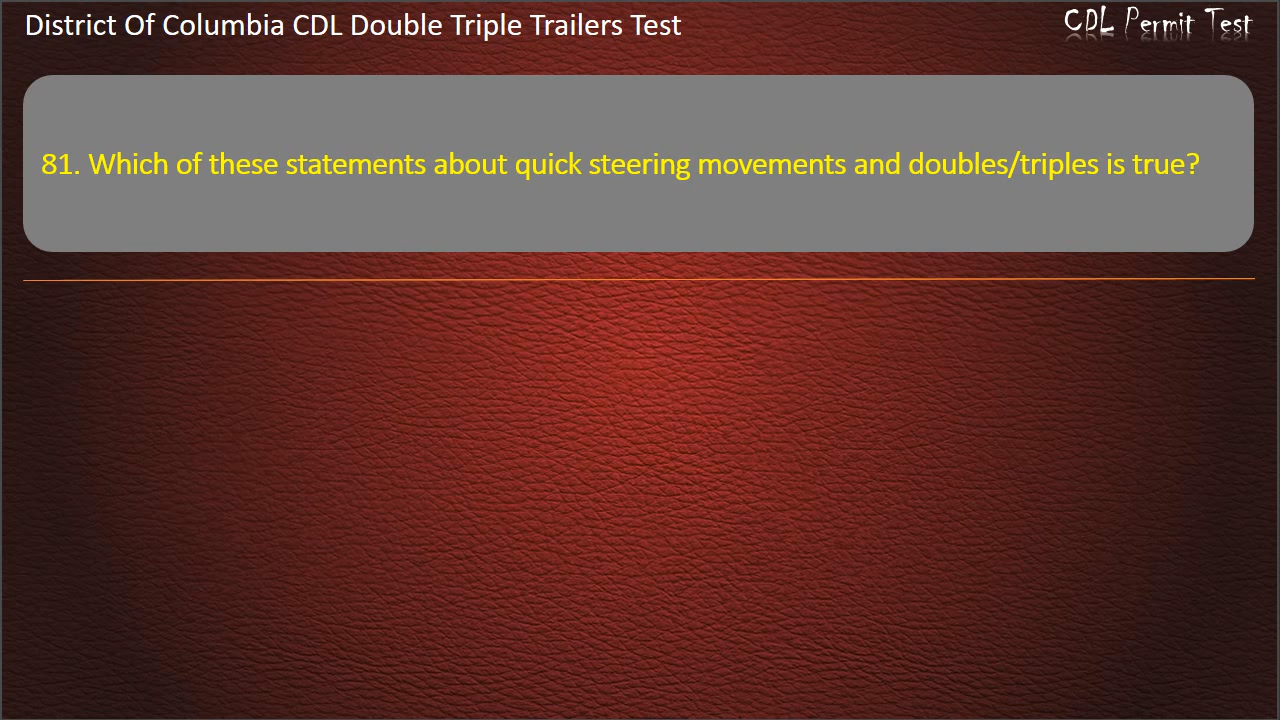 District Of Columbia CDL Double Triple Trailers Test
CDL Permit Test
81. Which of these statements about quick steering movements and doubles/triples is true?